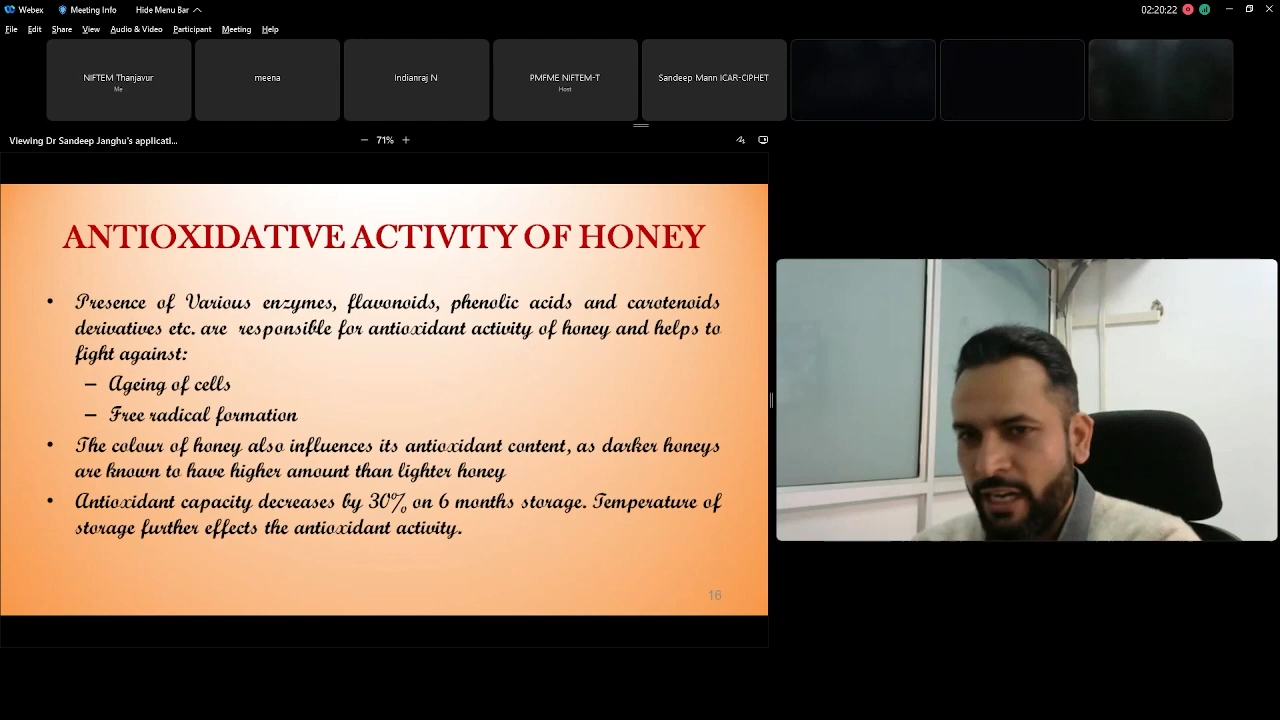 Webex Meeting Info Hide Menu Bar 02:20:22
File Edit Share View Audio & Video Participant Meeting Help
NIFTEM Thanjavur
Me
meena
Indianraj N
PMFME NIFTEM-T
Host
Sandeep Mann ICAR-CIPHET
Viewing Dr Sandeep Janghu's applicati... − 71% +
ANTIOXIDATIVE ACTIVITY OF HONEY
• Presence of Various enzymes, flavonoids, phenolic acids and carotenoids
derivatives etc. are responsible for antioxidant activity of honey and helps to
fight against:
– Ageing of cells
– Free radical formation
• The colour of honey also influences its antioxidant content, as darker honeys
are known to have higher amount than lighter honey
• Antioxidant capacity decreases by 30% on 6 months storage. Temperature of
storage further effects the antioxidant activity.
16